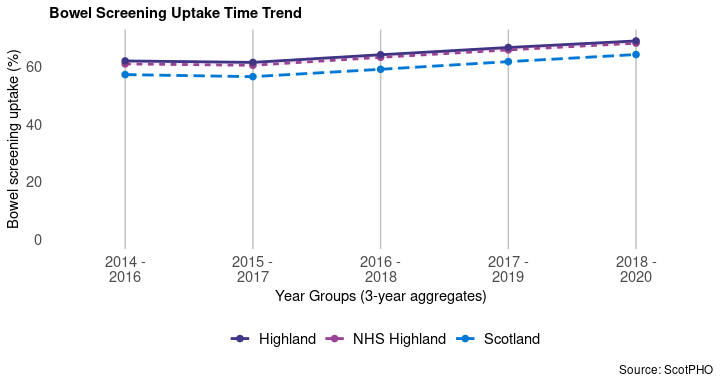 Bowel Screening Uptake Time Trend
Bowel screening uptake (%)
60
40
20
0
2014 -
2016
2015 -
2017
2016 -
2018
2017 -
2019
2018 -
2020
Year Groups (3-year aggregates)
Highland
NHS Highland
Scotland
Source: ScotPHO